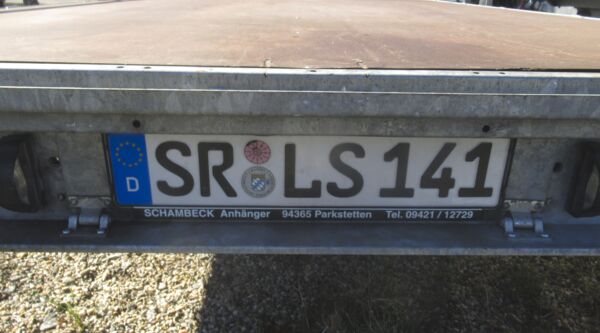 D SR LS 141
SCHAMBECK Anhänger 94365 Parkstetten Tel. 09421 / 12729